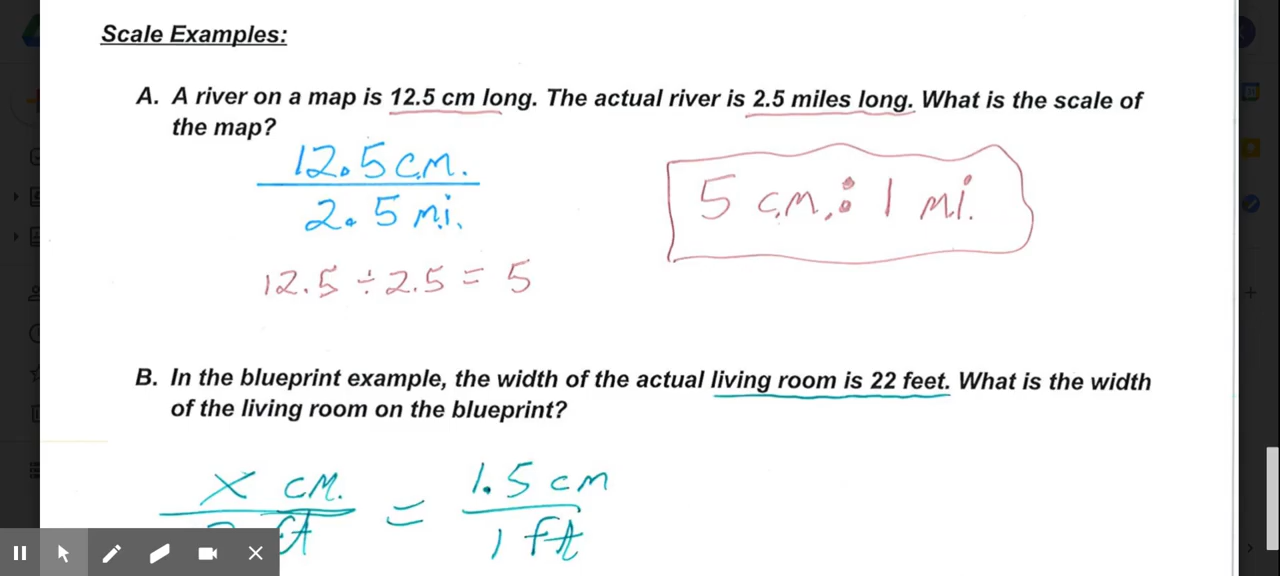 Scale Examples:
A. A river on a map is 12.5 cm long. The actual river is 2.5 miles long. What is the scale of
the map?
12.5 cm.
2.5 mi.
5 cm. : 1 mi.
12.5 ÷ 2.5 = 5
B. In the blueprint example, the width of the actual living room is 22 feet. What is the width
of the living room on the blueprint?
x cm. = 1.5 cm
ft 1 ft